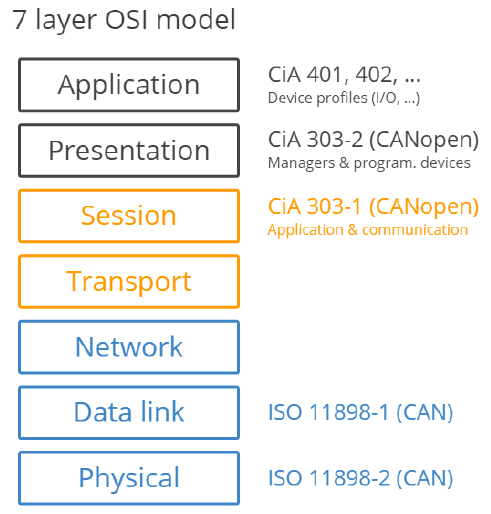 7 layer OSI model
Application
CiA 401, 402, ...
Device profiles (I/O, ...)
Presentation
CiA 303-2 (CANopen)
Managers & program. devices
Session
CiA 303-1 (CANopen)
Application & communication
Transport
Network
Data link
ISO 11898-1 (CAN)
Physical
ISO 11898-2 (CAN)